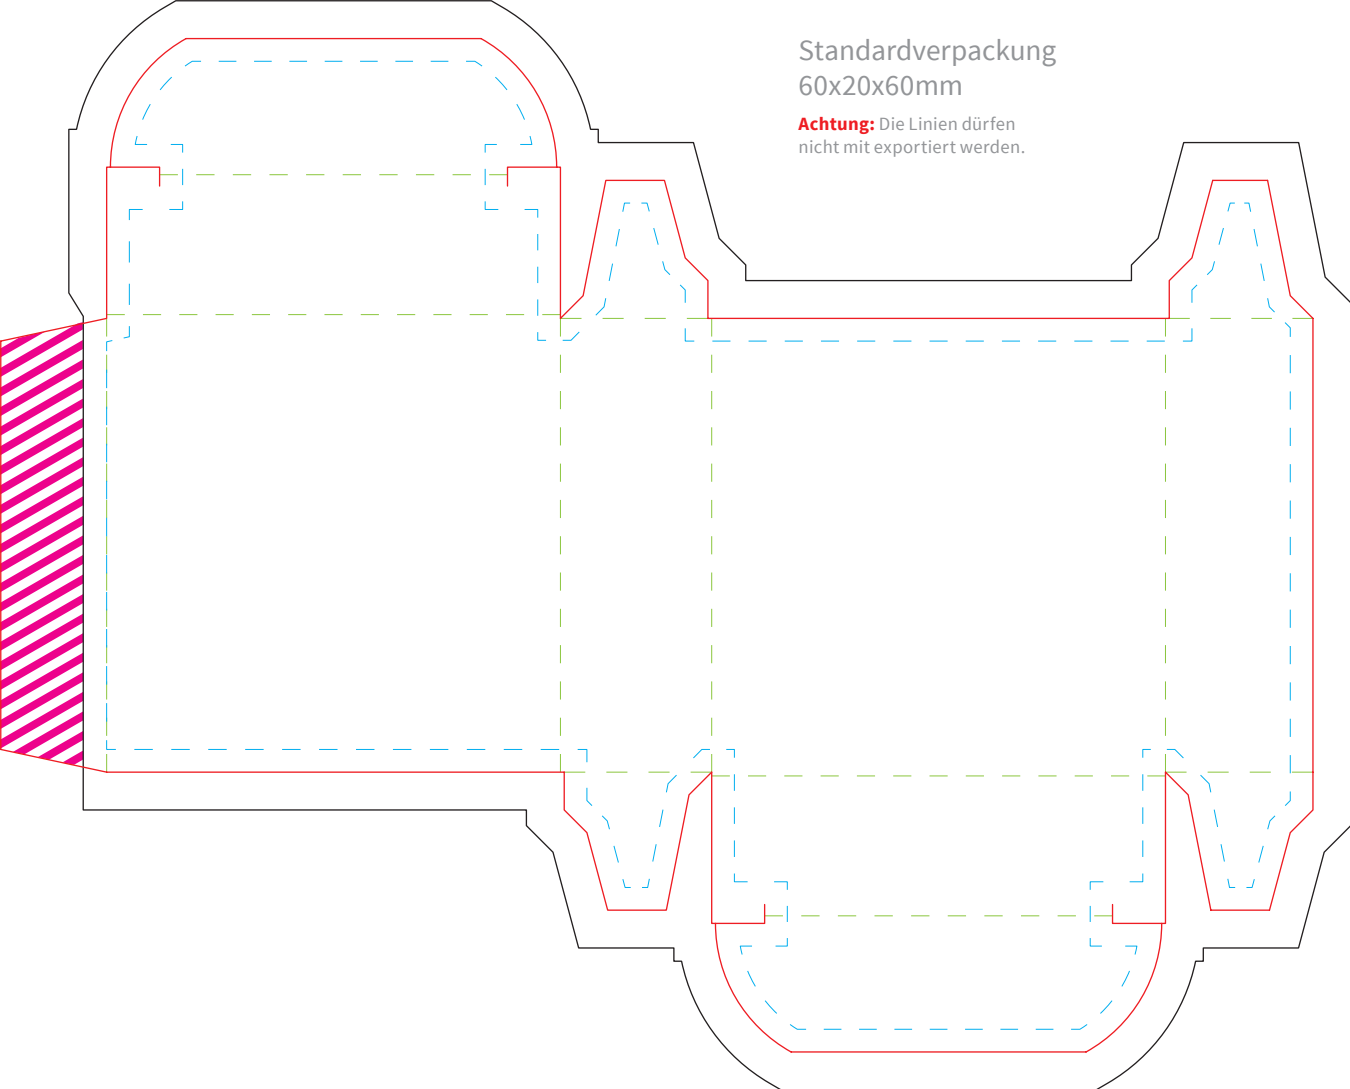 Standardverpackung
60x20x60mm
Achtung: Die Linien dürfen
nicht mit exportiert werden.